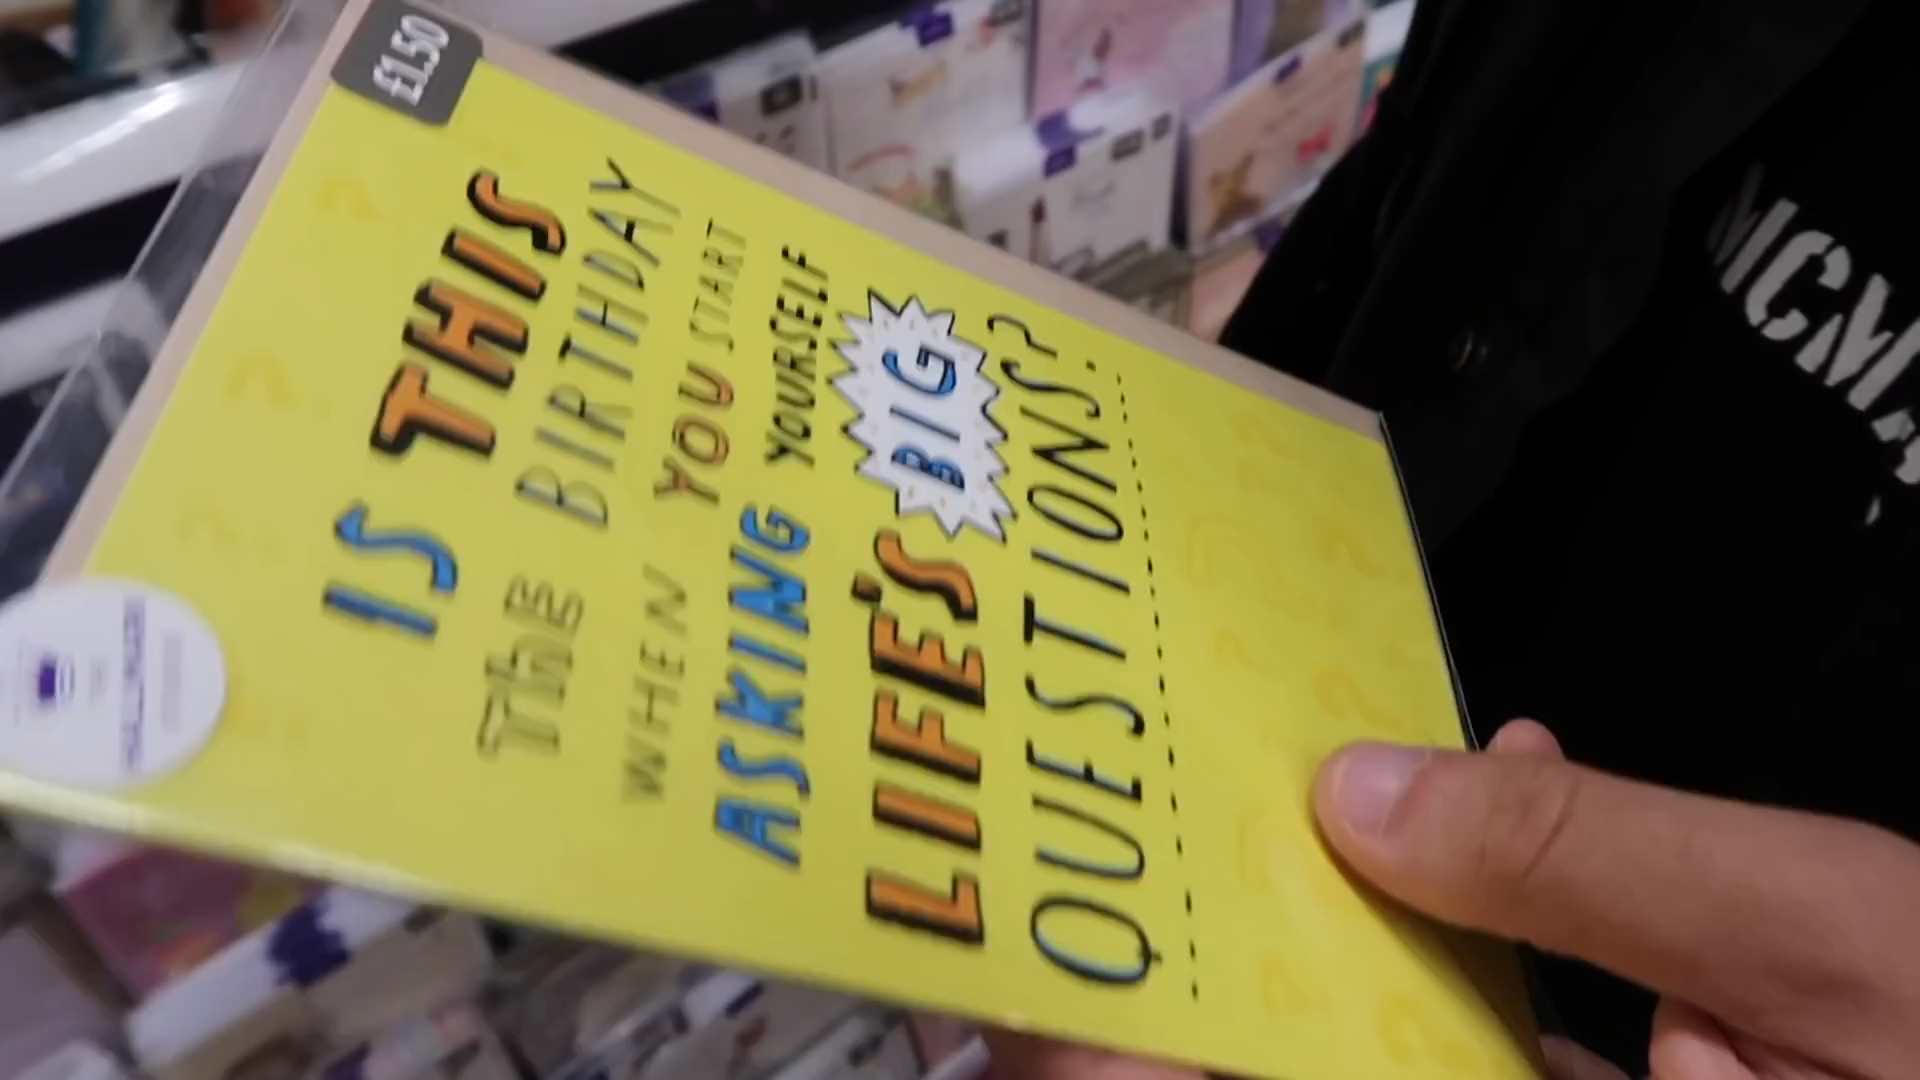 £1.50
IS THIS
THE BIRTHDAY
WHEN YOU START
ASKING YOURSELF
LIFE'S BIG
QUESTIONS?